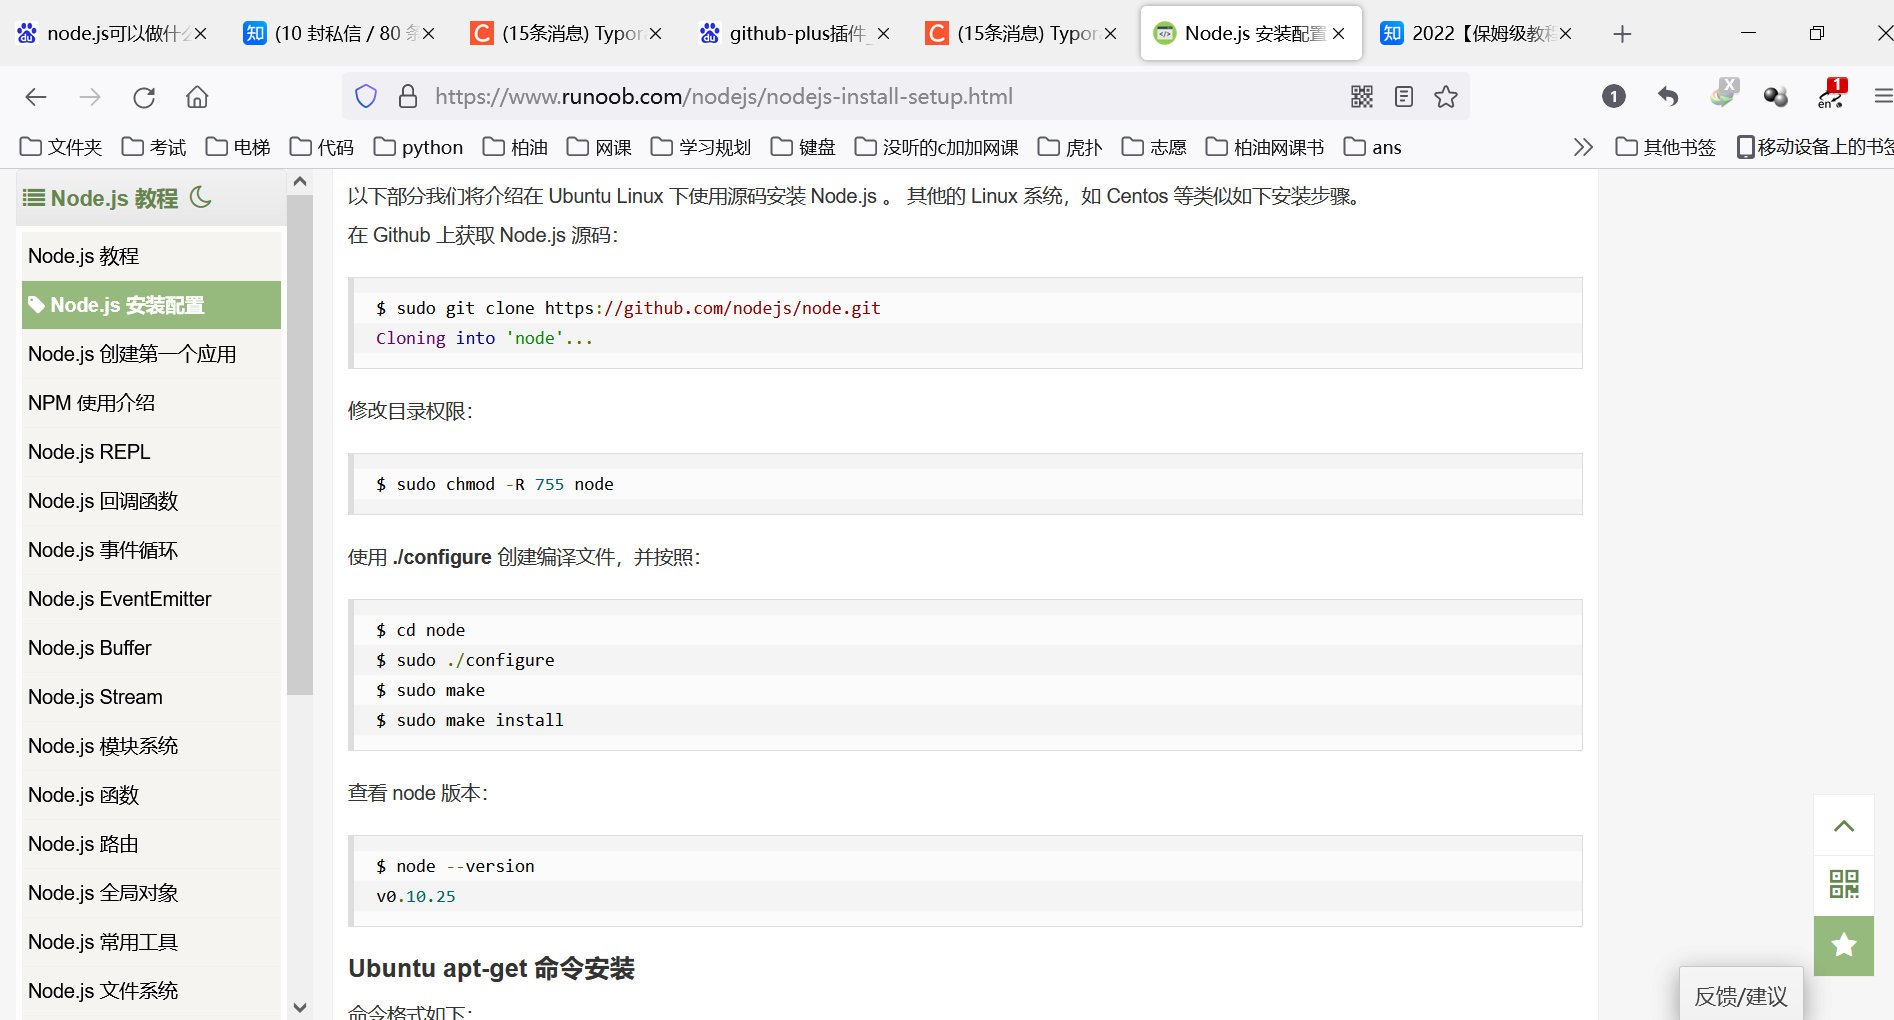 node.js可以做什么
(10 封私信 / 80 条
(15条消息) Typora
github-plus插件_
(15条消息) Typora
Node.js 安装配置
2022【保姆级教程
https://www.runoob.com/nodejs/nodejs-install-setup.html
1
X
en
1
文件夹
考试
电梯
代码
python
柏油
网课
学习规划
键盘
没听的c加加网课
虎扑
志愿
柏油网课书
ans
其他书签
移动设备上的书签
Node.js 教程
Node.js 教程
Node.js 安装配置
Node.js 创建第一个应用
NPM 使用介绍
Node.js REPL
Node.js 回调函数
Node.js 事件循环
Node.js EventEmitter
Node.js Buffer
Node.js Stream
Node.js 模块系统
Node.js 函数
Node.js 路由
Node.js 全局对象
Node.js 常用工具
Node.js 文件系统
以下部分我们将介绍在 Ubuntu Linux 下使用源码安装 Node.js 。 其他的 Linux 系统，如 Centos 等类似如下安装步骤。
在 Github 上获取 Node.js 源码：
$ sudo git clone https://github.com/nodejs/node.git
Cloning into 'node'...
修改目录权限：
$ sudo chmod -R 755 node
使用 ./configure 创建编译文件，并按照：
$ cd node
$ sudo ./configure
$ sudo make
$ sudo make install
查看 node 版本：
$ node --version
v0.10.25
Ubuntu apt-get 命令安装
命令格式如下：
反馈/建议